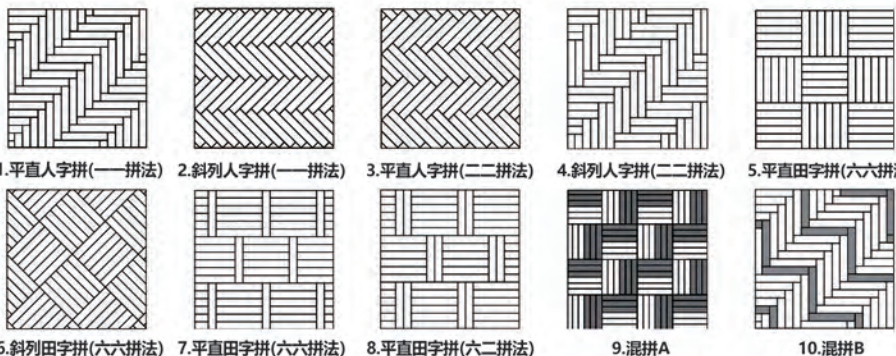 1.平直人字拼(一一拼法)
2.斜列人字拼(一一拼法)
3.平直人字拼(二二拼法)
4.斜列人字拼(二二拼法)
5.平直田字拼(六六拼法
6.斜列田字拼(六六拼法)
7.平直田字拼(六六拼法)
8.平直田字拼(六二拼法)
9.混拼A
10.混拼B